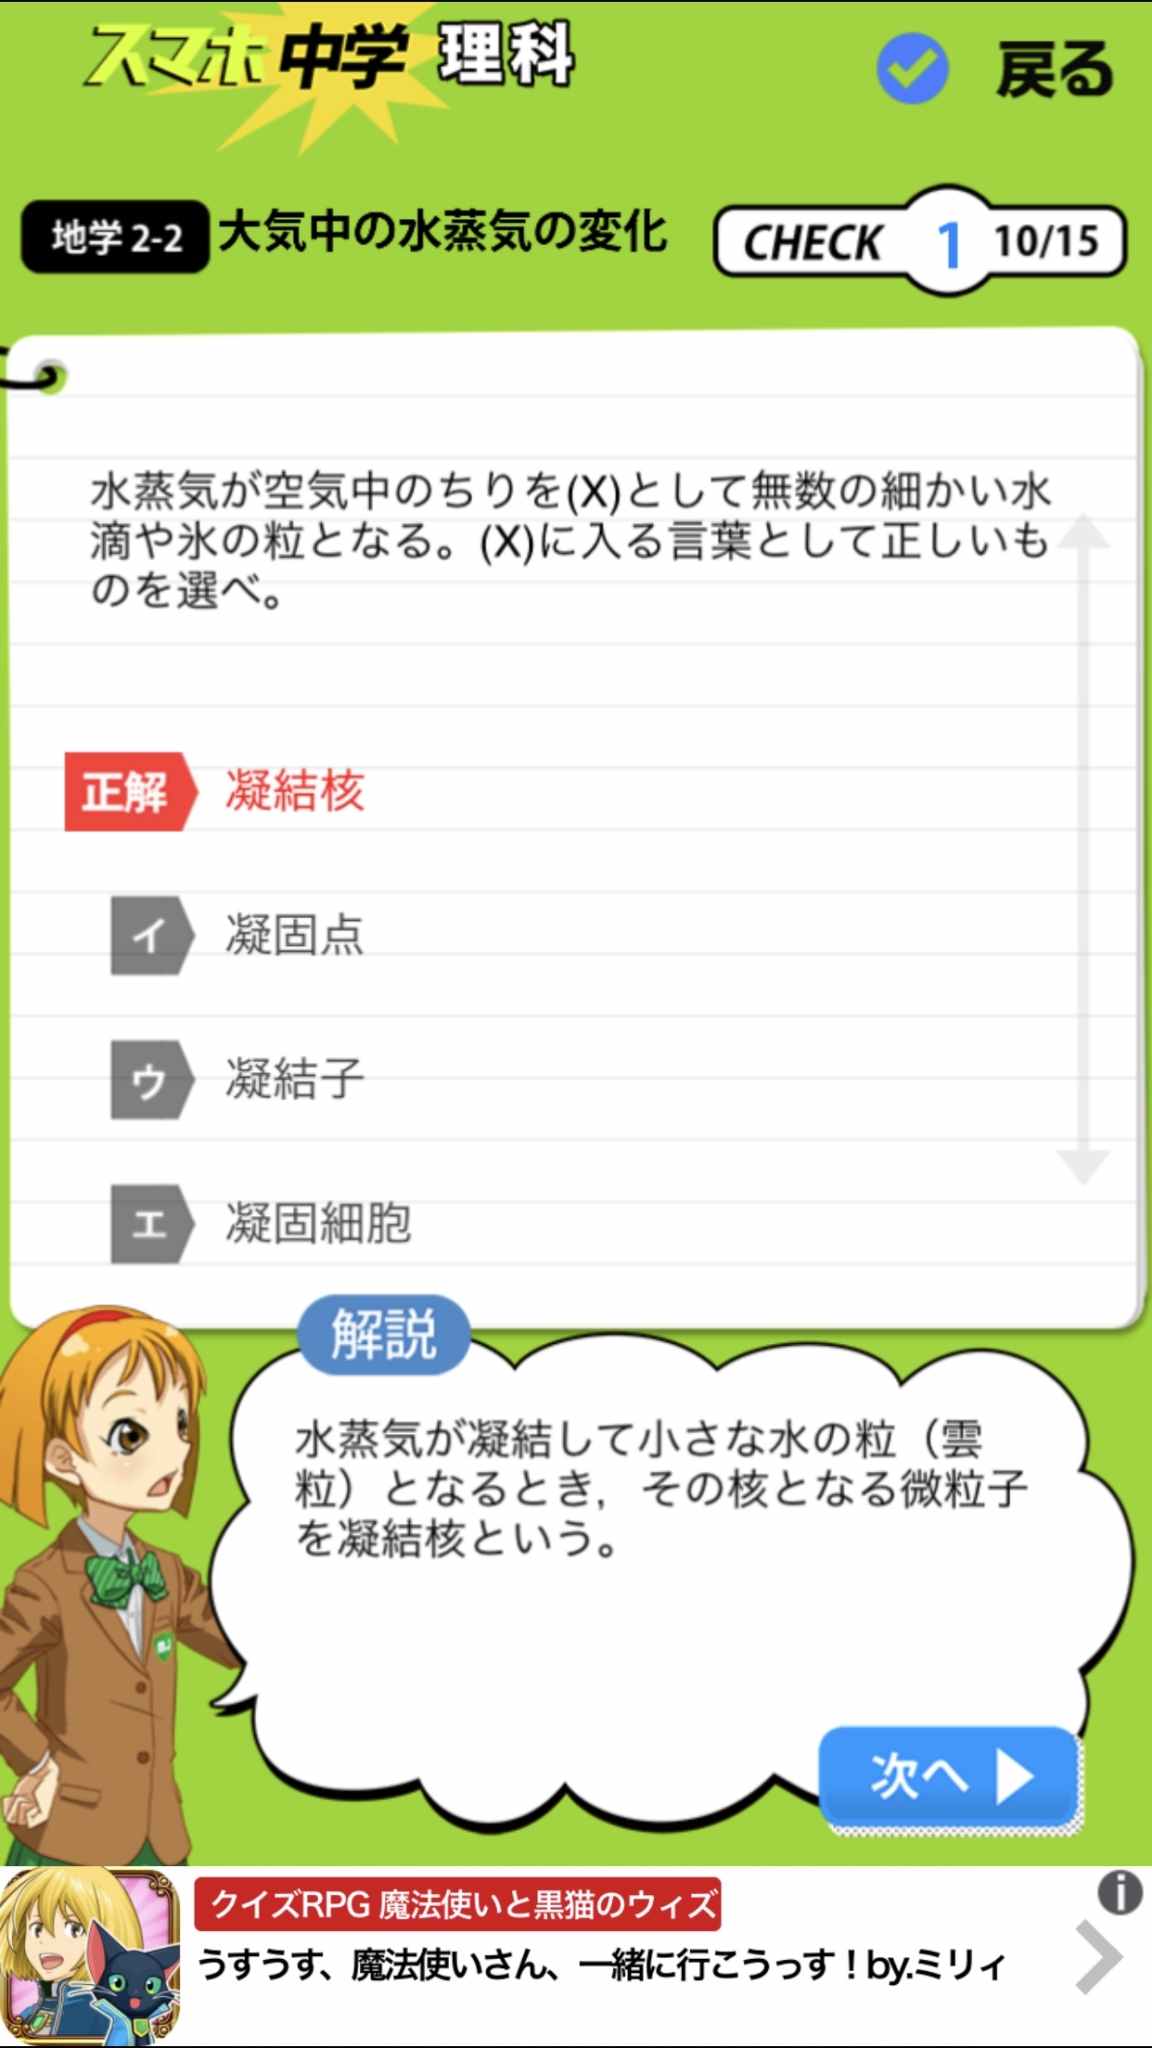 スマホ中学 理科
戻る
地学 2-2 大気中の水蒸気の変化
CHECK 1 10/15
水蒸気が空気中のちりを(X)として無数の細かい水
滴や氷の粒となる。(X)に入る言葉として正しいも
のを選べ。
正解 凝結核
イ 凝固点
ウ 凝結子
エ 凝固細胞
解説
水蒸気が凝結して小さな水の粒（雲
粒）となるとき，その核となる微粒子
を凝結核という。
次へ
クイズRPG 魔法使いと黒猫のウィズ
うすうす、魔法使いさん、一緒に行こうっす！by.ミリィ